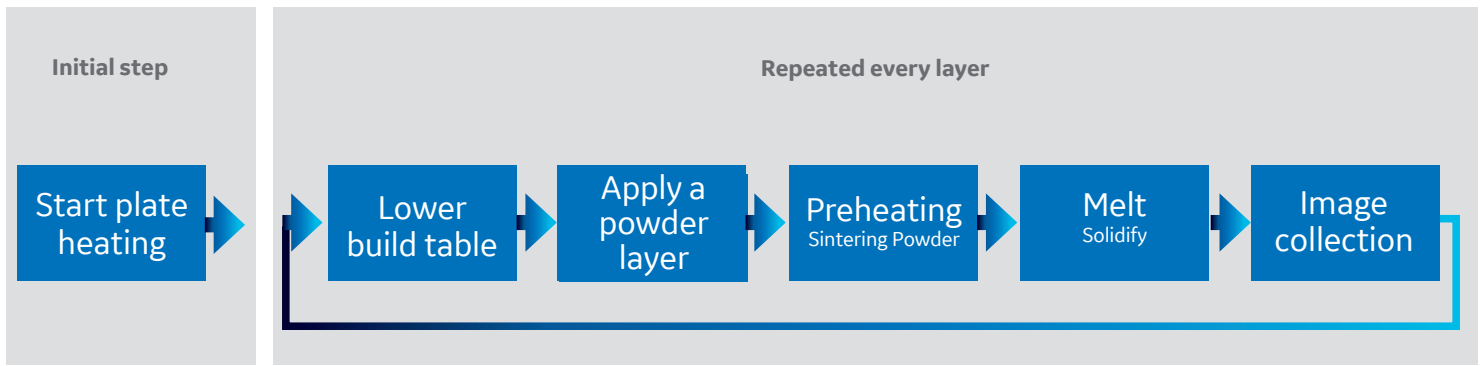 Initial step
Repeated every layer
Start plate
heating
Lower
build table
Apply a
powder
layer
Preheating
Sintering Powder
Melt
Solidify
Image
collection